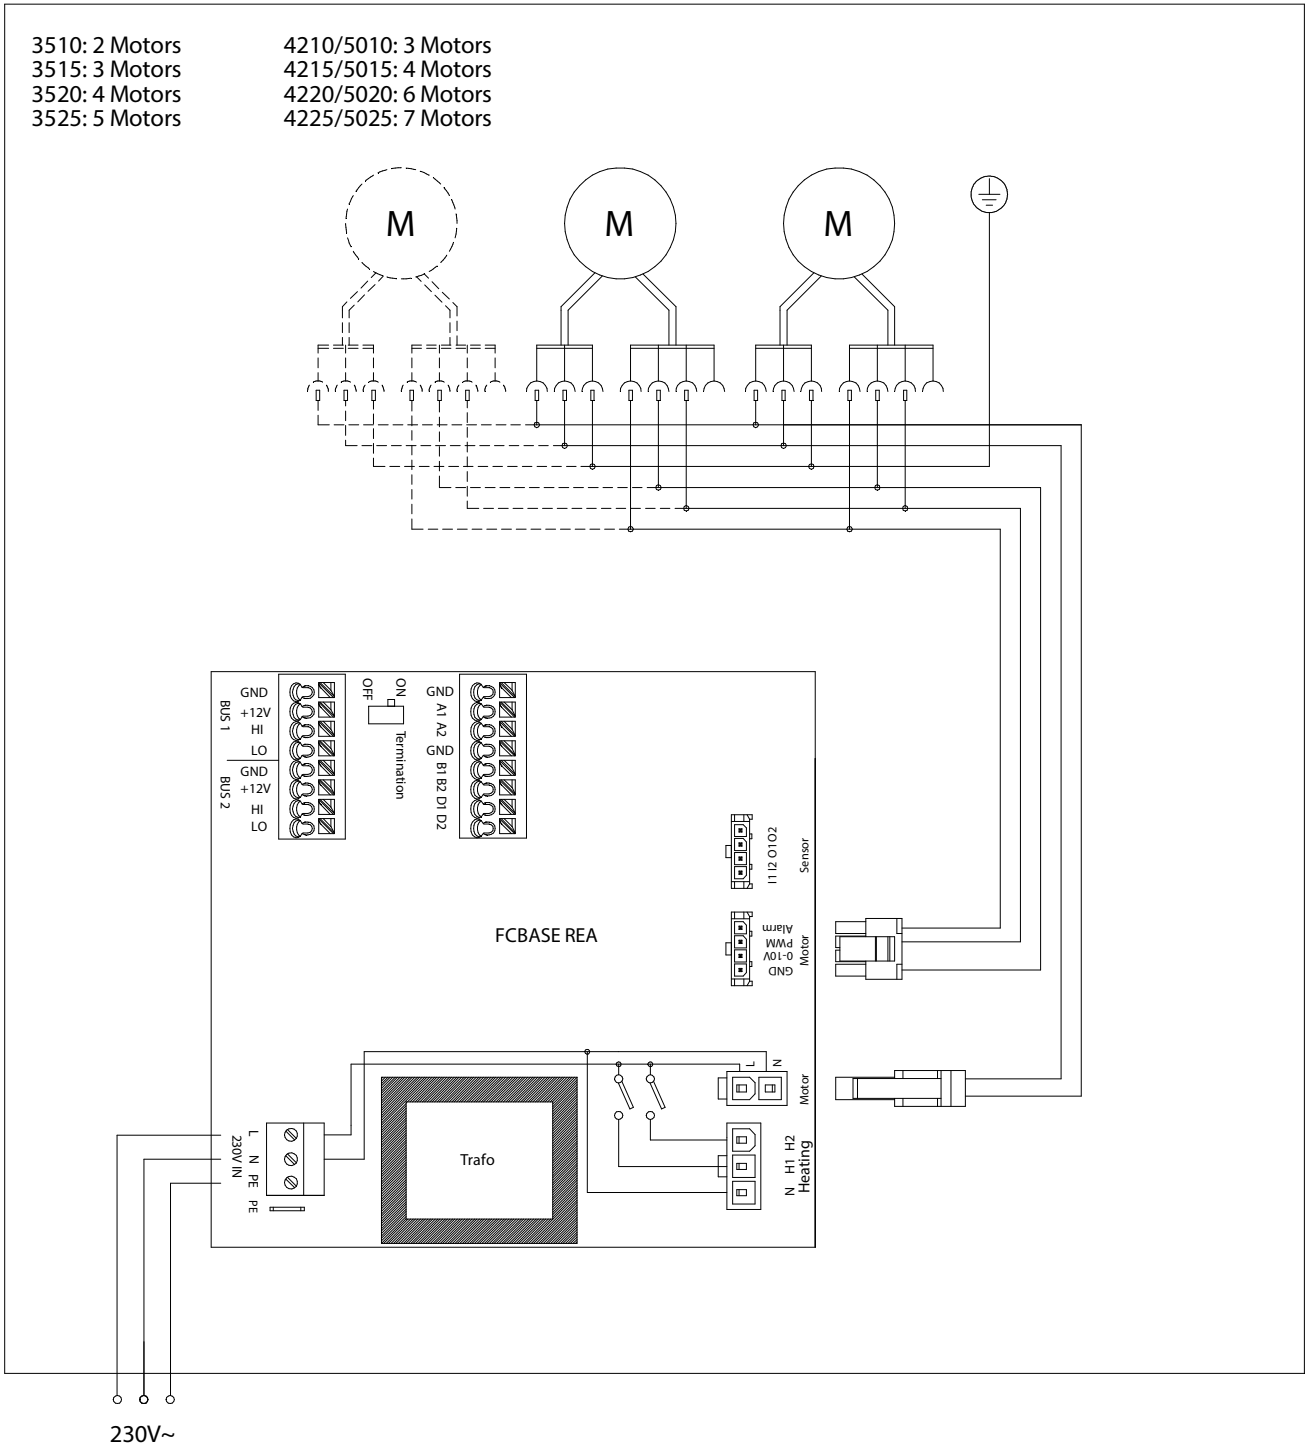 3510: 2 Motors
3515: 3 Motors
3520: 4 Motors
3525: 5 Motors
4210/5010: 3 Motors
4215/5015: 4 Motors
4220/5020: 6 Motors
4225/5025: 7 Motors
M
M
M
BUS 1
GND
+12V
HI
LO
BUS 2
GND
+12V
HI
LO
OFF
ON
Termination
GND
A1 A2
GND
B1 B2 D1 D2
I1 I2 O1O2
Sensor
FCBASE REA
Alarm
PWM
0-10V
GND
Motor
L
N
Motor
Trafo
N H1 H2
Heating
230V IN
L
N
PE
PE
230V~